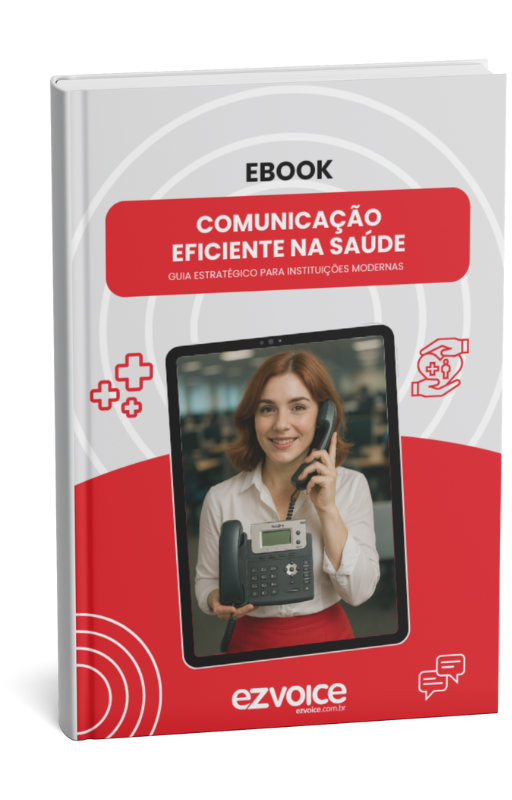 EBOOK
COMUNICAÇÃO
EFICIENTE NA SAÚDE
GUIA ESTRATÉGICO PARA INSTITUIÇÕES MODERNAS
ezvoice
ezvoice.com.br